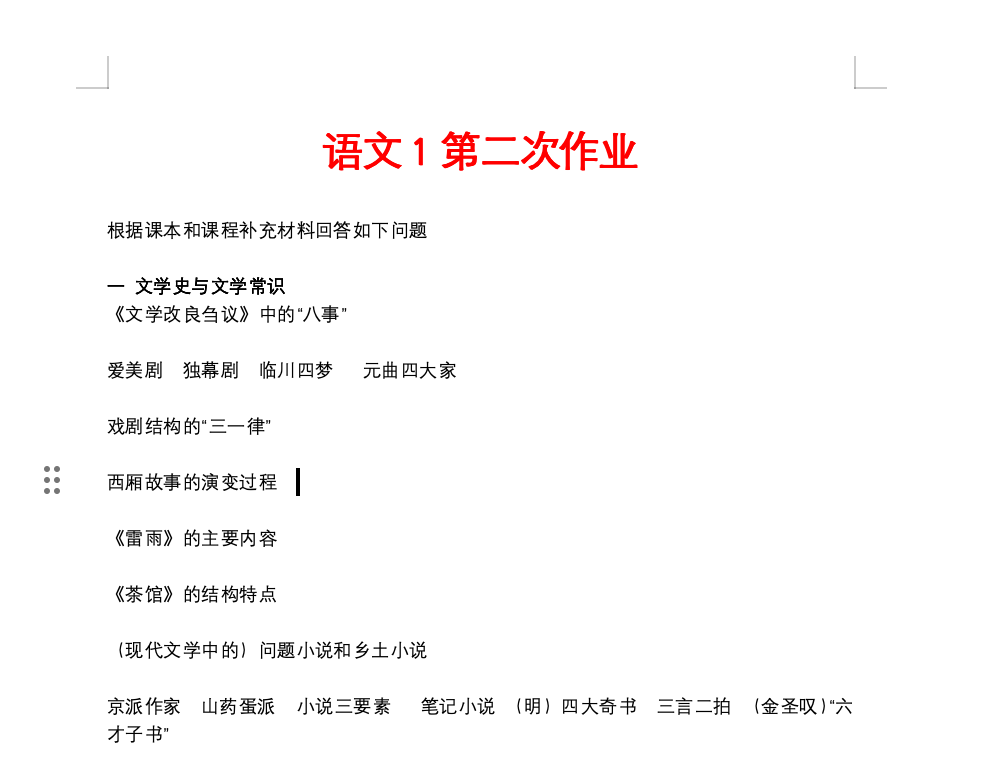 语文1第二次作业
根据课本和课程补充材料回答如下问题
一 文学史与文学常识
《文学改良刍议》中的“八事”
爱美剧 独幕剧 临川四梦 元曲四大家
戏剧结构的“三一律”
西厢故事的演变过程
《雷雨》的主要内容
《茶馆》的结构特点
（现代文学中的）问题小说和乡土小说
京派作家 山药蛋派 小说三要素 笔记小说 （明）四大奇书 三言二拍 （金圣叹）“六
才子书”